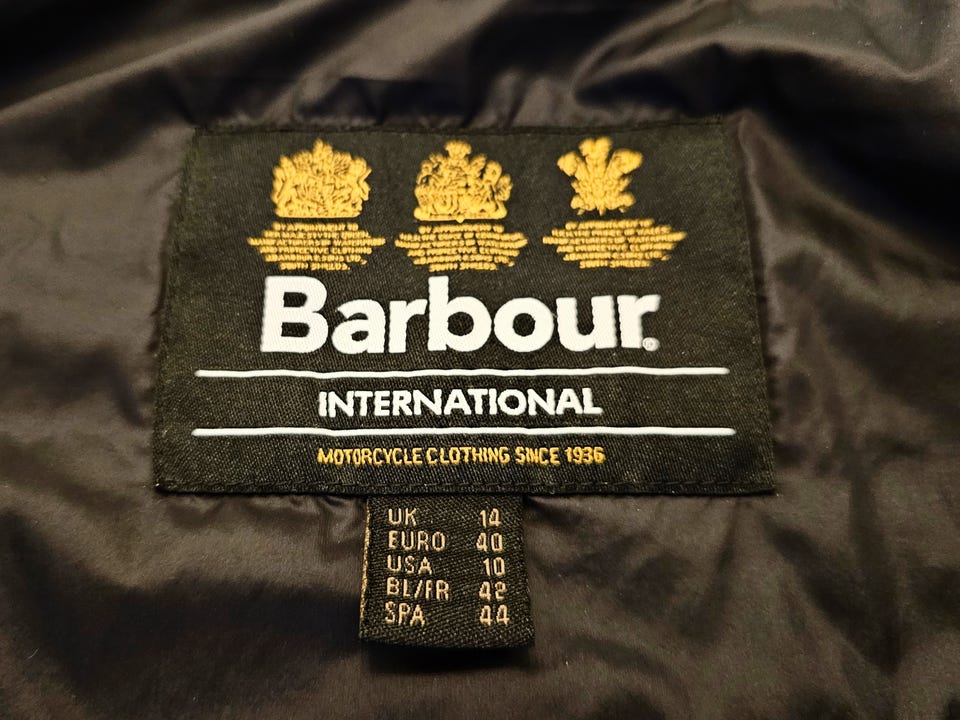 Barbour®
INTERNATIONAL
MOTORCYCLE CLOTHING SINCE 1936
UK 14
EURO 40
USA 10
BL/FR 42
SPA 44